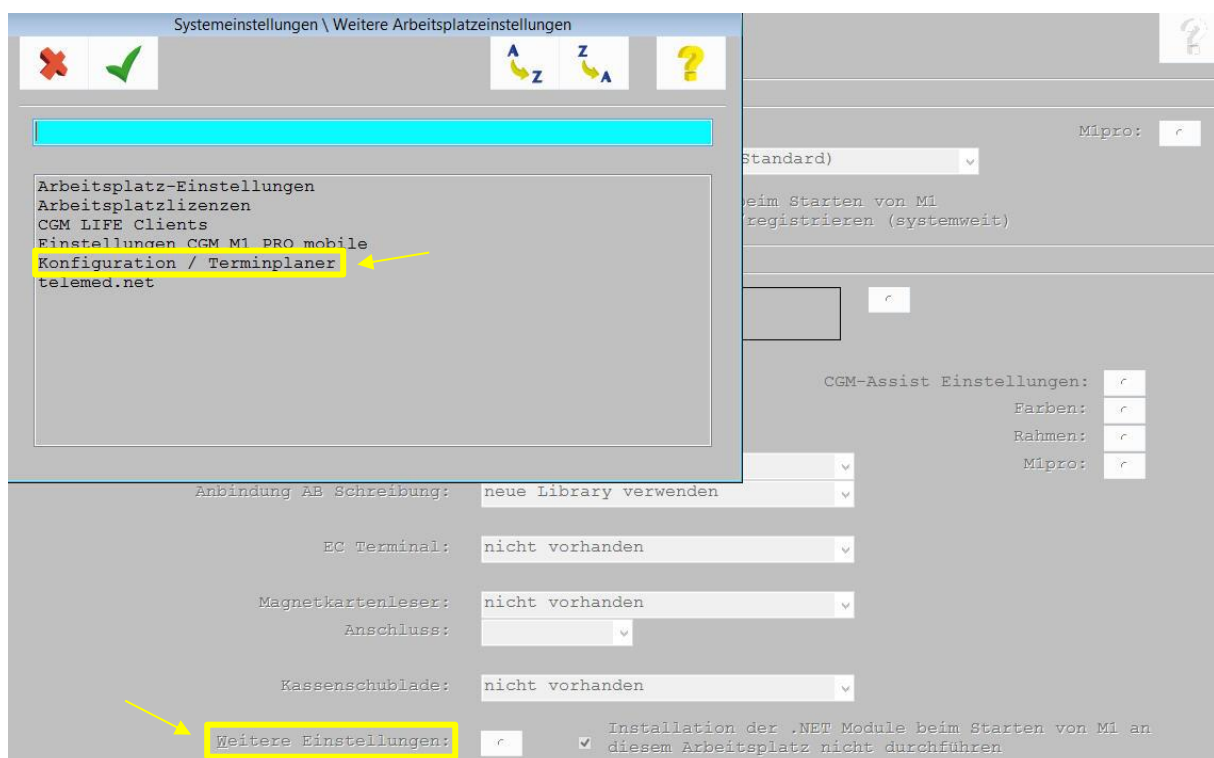 Systemeinstellungen \ Weitere Arbeitsplatzeinstellungen
A Z
Z A
?
?
Arbeitsplatz-Einstellungen
Arbeitsplatzlizenzen
CGM LIFE Clients
Einstellungen CGM M1 PRO mobile
Konfiguration / Terminplaner
telemed.net
M1pro:
Standard)
beim Starten von M1
/registrieren (systemweit)
CGM-Assist Einstellungen:
Farben:
Rahmen:
M1pro:
Anbindung AB Schreibung: neue Library verwenden
EC Terminal: nicht vorhanden
Magnetkartenleser: nicht vorhanden
Anschluss:
Kassenschublade: nicht vorhanden
Weitere Einstellungen: Installation der .NET Module beim Starten von M1 an
diesem Arbeitsplatz nicht durchführen